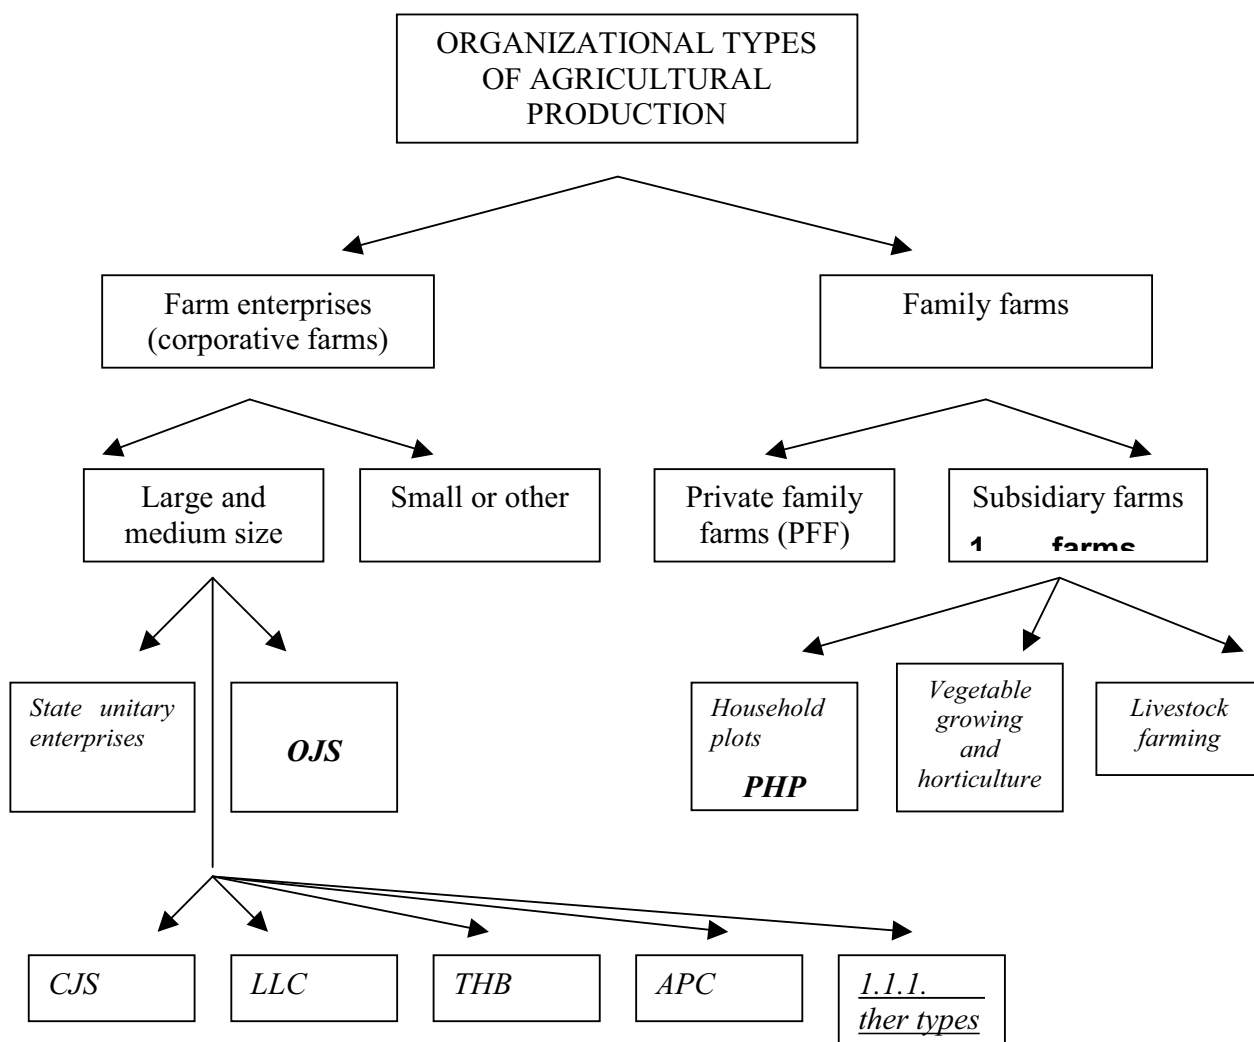 ORGANIZATIONAL TYPES
OF AGRICULTURAL
PRODUCTION
Farm enterprises
(corporative farms)
Family farms
Large and
medium size
Small or other
Private family
farms (PFF)
Subsidiary farms
1 farms
State unitary
enterprises
OJS
Household
plots
PHP
Vegetable
growing
and
horticulture
Livestock
farming
CJS
LLC
THB
APC
1.1.1.
ther types